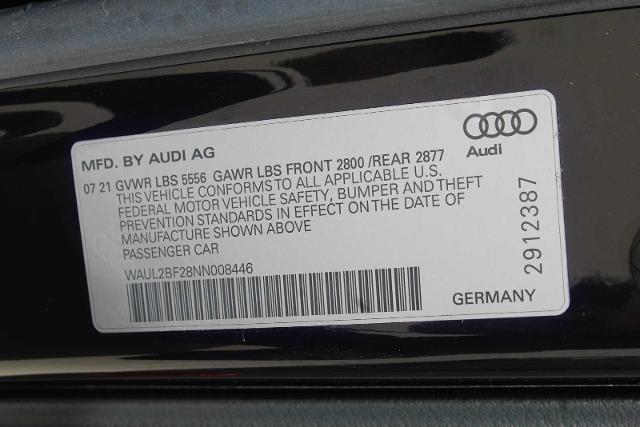 MFD. BY AUDI AG
Audi
07 21 GVWR LBS 5556 GAWR LBS FRONT 2800 /REAR 2877
THIS VEHICLE CONFORMS TO ALL APPLICABLE U.S.
FEDERAL MOTOR VEHICLE SAFETY, BUMPER AND THEFT
PREVENTION STANDARDS IN EFFECT ON THE DATE OF
MANUFACTURE SHOWN ABOVE
PASSENGER CAR
WAUL2BF28NN008446
2912387
GERMANY